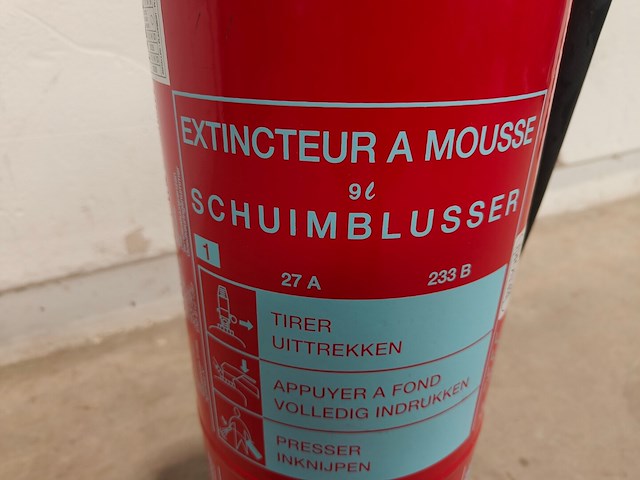 EXTINCTEUR A MOUSSE
9ℓ
SCHUIMBLUSSER
27 A 233 B
1
TIRER
UITTREKKEN
APPUYER A FOND
VOLLEDIG INDRUKKEN
PRESSER
INKNIJPEN